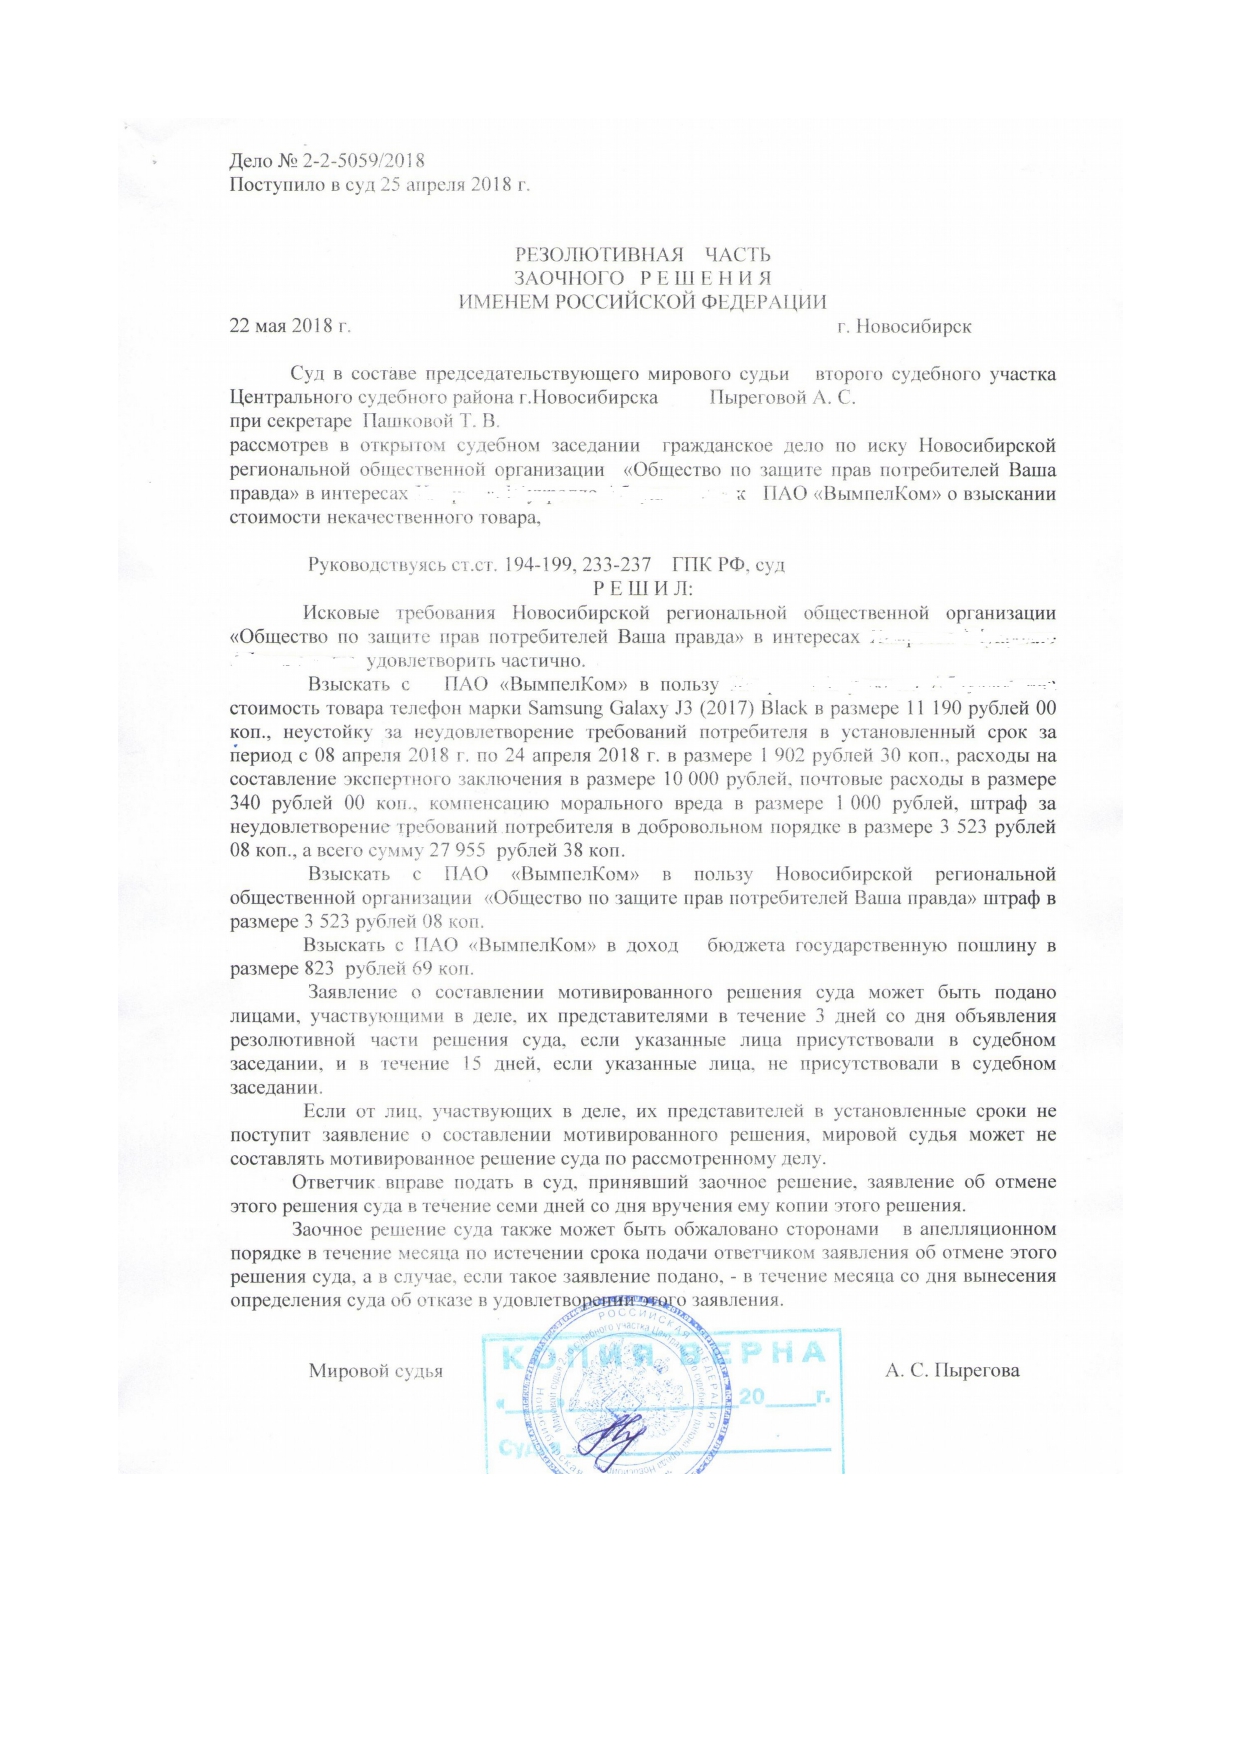 Дело № 2-2-5059/2018
Поступило в суд 25 апреля 2018 г.
РЕЗОЛЮТИВНАЯ ЧАСТЬ
ЗАОЧНОГО Р Е Ш Е Н И Я
ИМЕНЕМ РОССИЙСКОЙ ФЕДЕРАЦИИ
22 мая 2018 г. г. Новосибирск
Суд в составе председательствующего мирового судьи второго судебного участка
Центрального судебного района г.Новосибирска Пыреговой А. С.
при секретаре Пашковой Т. В.
рассмотрев в открытом судебном заседании гражданское дело по иску Новосибирской
региональной общественной организации «Общество по защите прав потребителей Ваша
правда» в интересах к ПАО «ВымпелКом» о взыскании
стоимости некачественного товара,
Руководствуясь ст.ст. 194-199, 233-237 ГПК РФ, суд
Р Е Ш И Л:
Исковые требования Новосибирской региональной общественной организации
«Общество по защите прав потребителей Ваша правда» в интересах
удовлетворить частично.
Взыскать с ПАО «ВымпелКом» в пользу
стоимость товара телефон марки Samsung Galaxy J3 (2017) Black в размере 11 190 рублей 00
коп., неустойку за неудовлетворение требований потребителя в установленный срок за
период с 08 апреля 2018 г. по 24 апреля 2018 г. в размере 1 902 рублей 30 коп., расходы на
составление экспертного заключения в размере 10 000 рублей, почтовые расходы в размере
340 рублей 00 коп., компенсацию морального вреда в размере 1 000 рублей, штраф за
неудовлетворение требований потребителя в добровольном порядке в размере 3 523 рублей
08 коп., а всего сумму 27 955 рублей 38 коп.
Взыскать с ПАО «ВымпелКом» в пользу Новосибирской региональной
общественной организации «Общество по защите прав потребителей Ваша правда» штраф в
размере 3 523 рублей 08 коп.
Взыскать с ПАО «ВымпелКом» в доход бюджета государственную пошлину в
размере 823 рублей 69 коп.
Заявление о составлении мотивированного решения суда может быть подано
лицами, участвующими в деле, их представителями в течение 3 дней со дня объявления
резолютивной части решения суда, если указанные лица присутствовали в судебном
заседании, и в течение 15 дней, если указанные лица, не присутствовали в судебном
заседании.
Если от лиц, участвующих в деле, их представителей в установленные сроки не
поступит заявление о составлении мотивированного решения, мировой судья может не
составлять мотивированное решение суда по рассмотренному делу.
Ответчик вправе подать в суд, принявший заочное решение, заявление об отмене
этого решения суда в течение семи дней со дня вручения ему копии этого решения.
Заочное решение суда также может быть обжаловано сторонами в апелляционном
порядке в течение месяца по истечении срока подачи ответчиком заявления об отмене этого
решения суда, а в случае, если такое заявление подано, - в течение месяца со дня вынесения
определения суда об отказе в удовлетворении этого заявления.
КОПИЯ ВЕРНА
Мировой судья А. С. Пырегова
20____г.
Судья